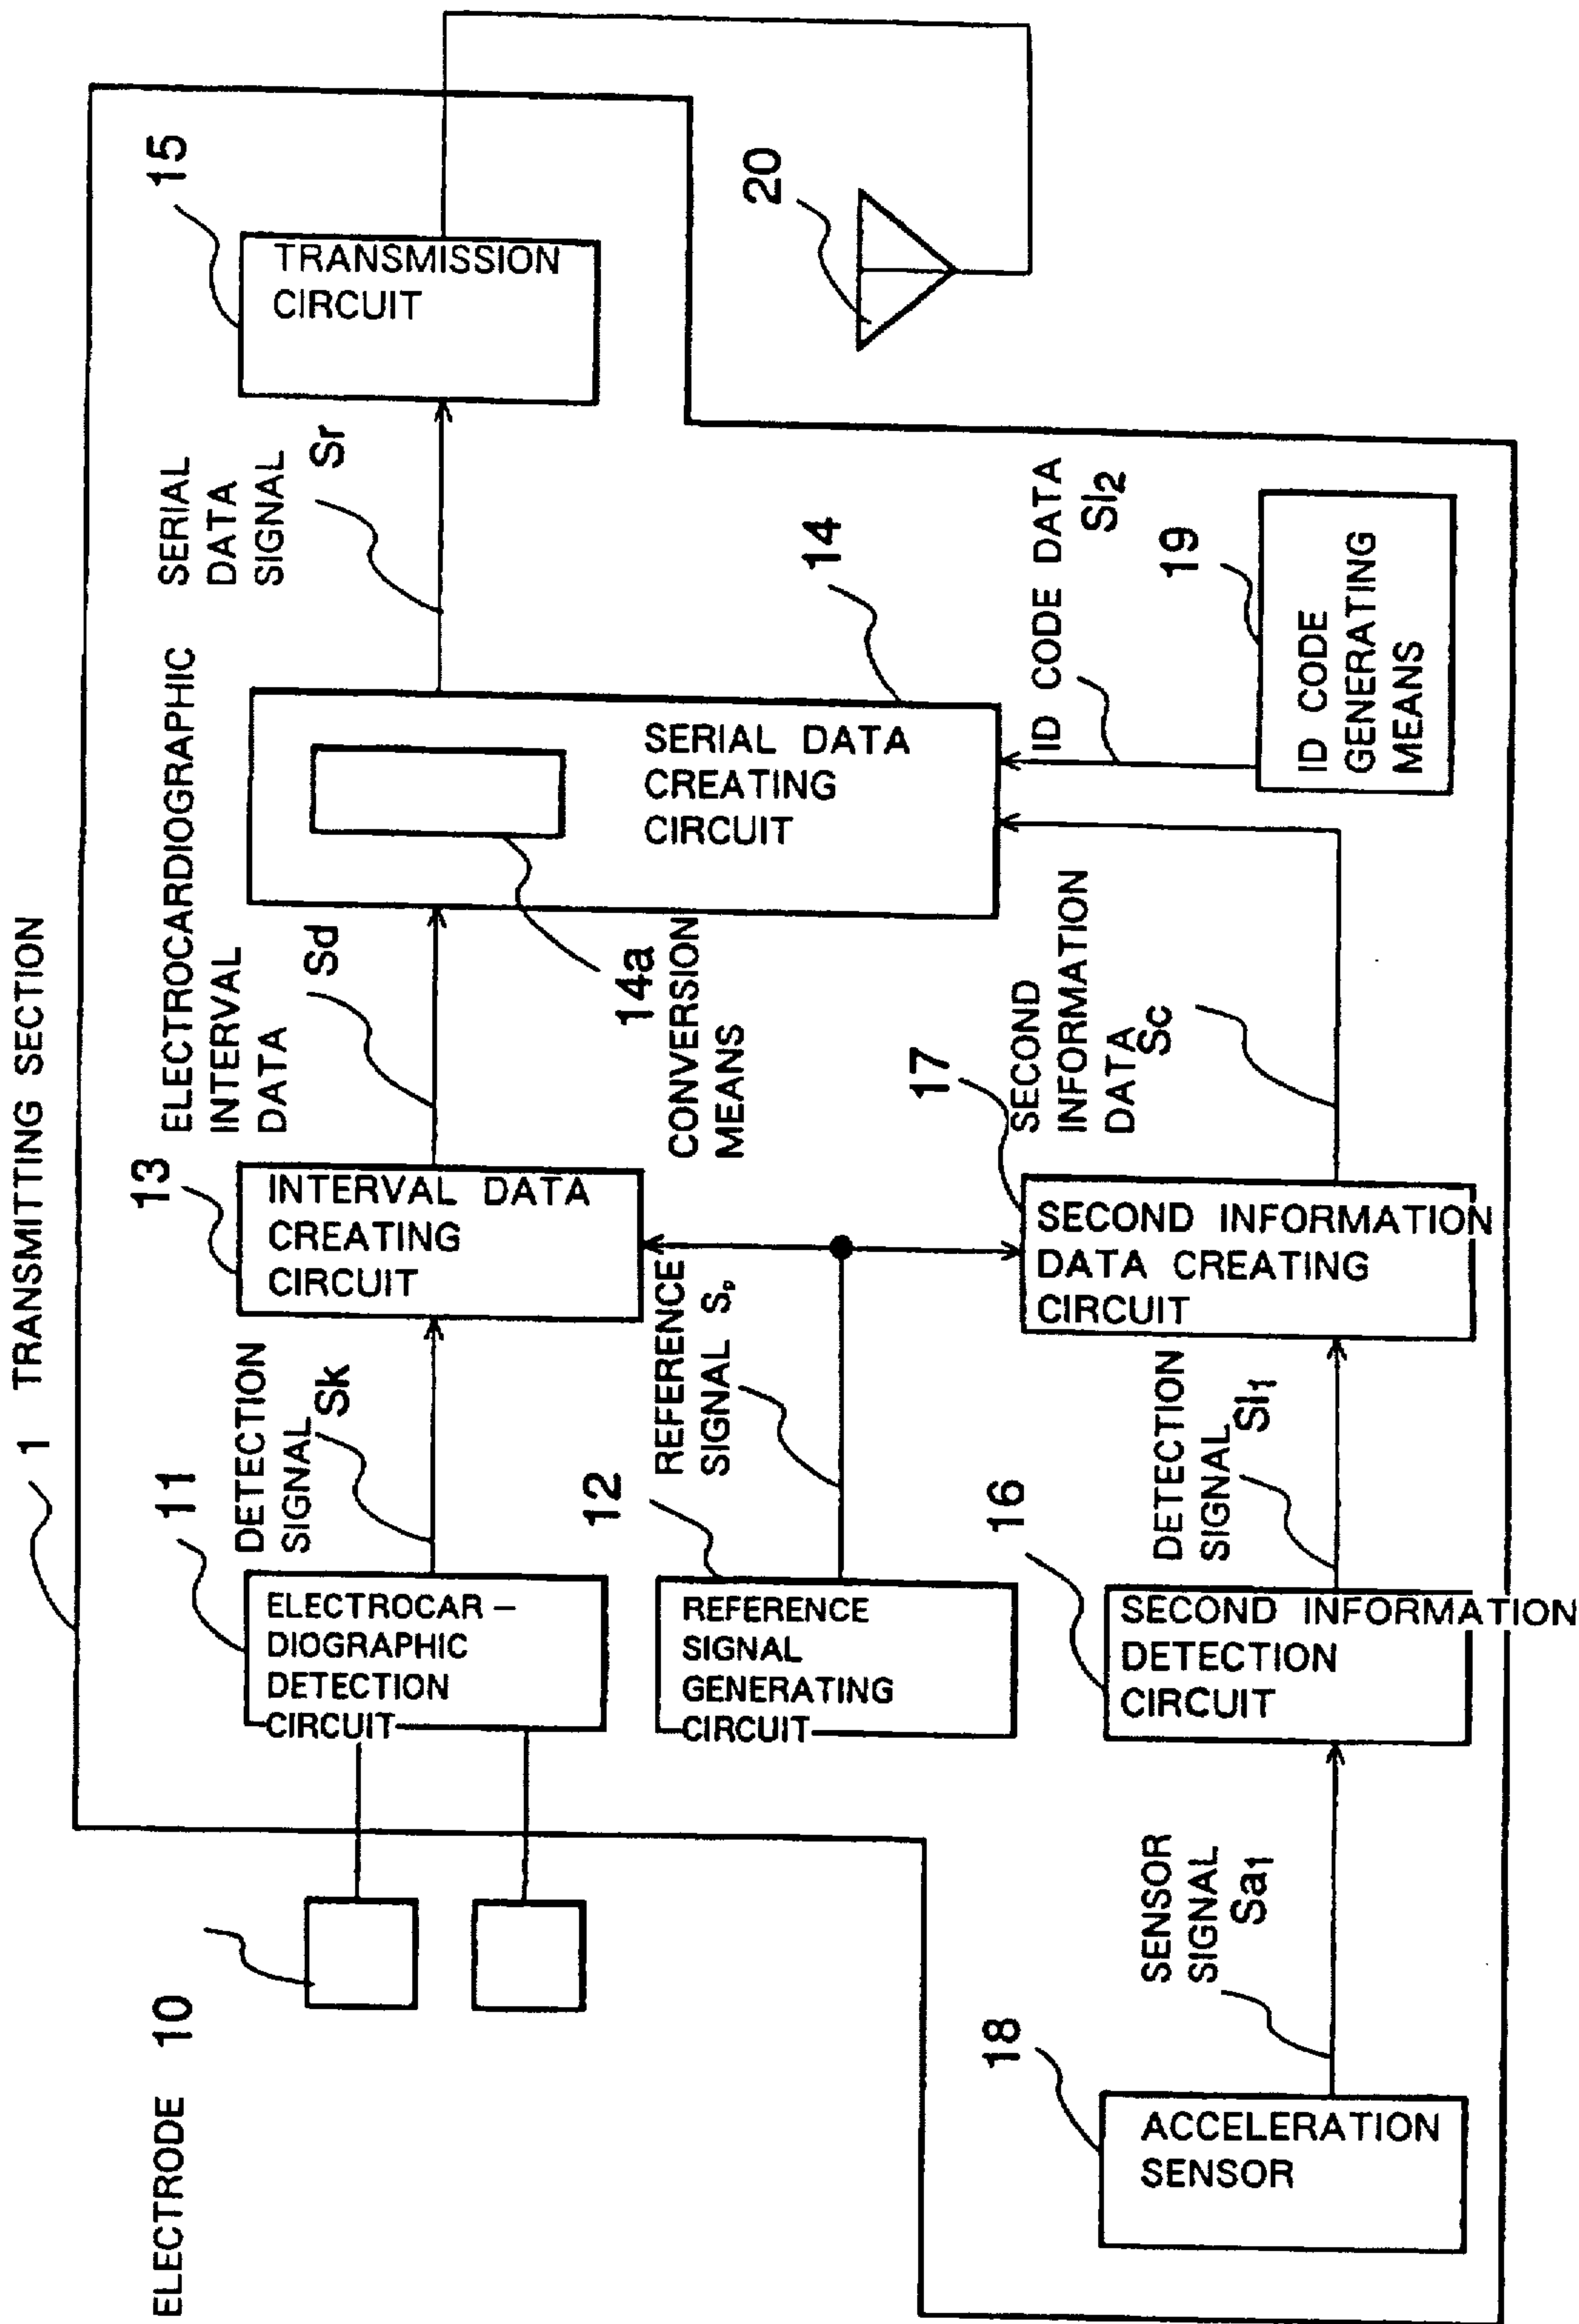 1 TRANSMITTING SECTION
ELECTRODE 10
11
ELECTROCAR-
DIOGRAPHIC
DETECTION
CIRCUIT
DETECTION
SIGNAL Sk
13
INTERVAL DATA
CREATING
CIRCUIT
ELECTROCARDIOGRAPHIC
INTERVAL
DATA Sd
14a
CONVERSION
MEANS
SERIAL DATA
CREATING
CIRCUIT
14
SERIAL
DATA
SIGNAL Sr
15
TRANSMISSION
CIRCUIT
20
12
REFERENCE
SIGNAL
GENERATING
CIRCUIT
REFERENCE
SIGNAL
18
ACCELERATION
SENSOR
SENSOR
SIGNAL Sa1
16
SECOND INFORMATION
DETECTION
CIRCUIT
DETECTION
SIGNAL SI1
17
SECOND INFORMATION
DATA CREATING
CIRCUIT
SECOND
INFORMATION
DATA Sc
ID CODE DATA
SI2
19
ID CODE
GENERATING
MEANS